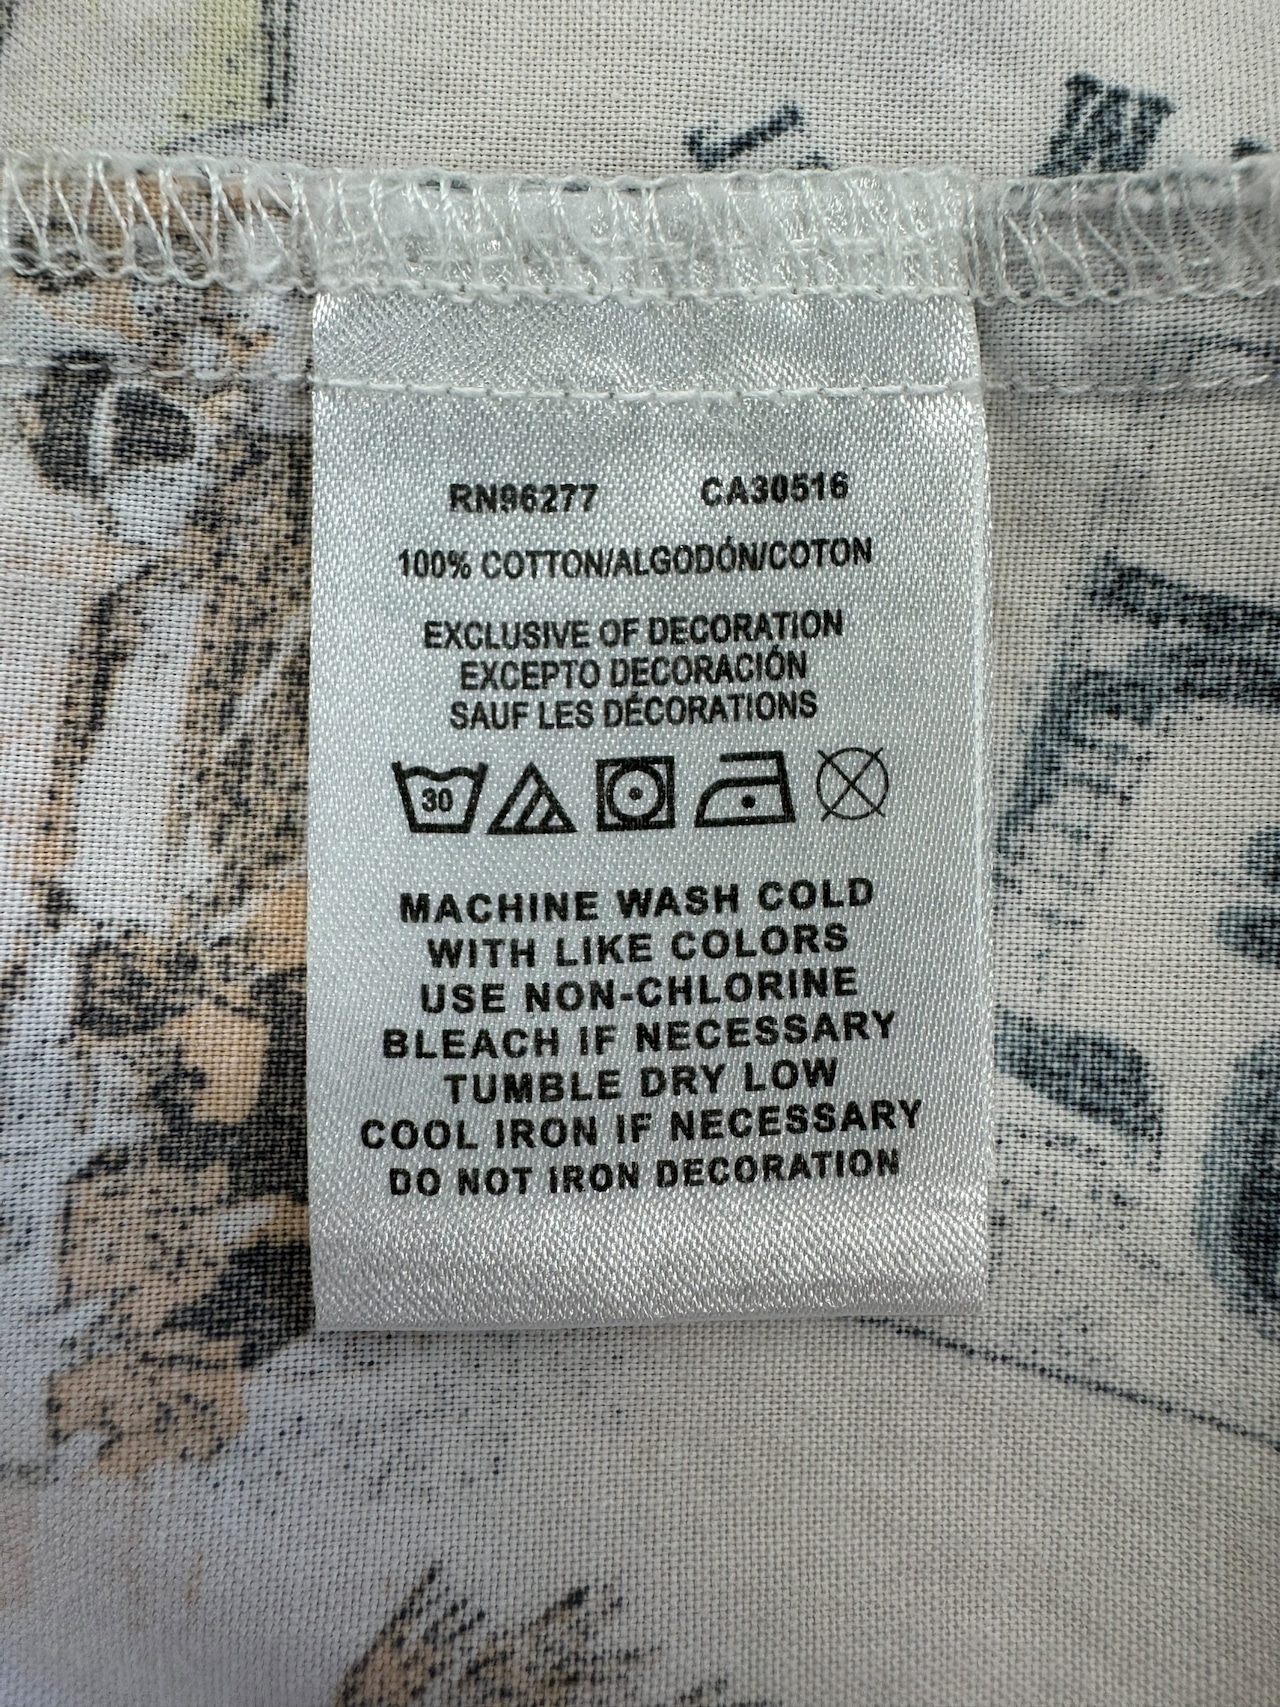 RN96277 CA30516
100% COTTON/ALGODÓN/COTON
EXCLUSIVE OF DECORATION
EXCEPTO DECORACIÓN
SAUF LES DÉCORATIONS
30
MACHINE WASH COLD
WITH LIKE COLORS
USE NON-CHLORINE
BLEACH IF NECESSARY
TUMBLE DRY LOW
COOL IRON IF NECESSARY
DO NOT IRON DECORATION